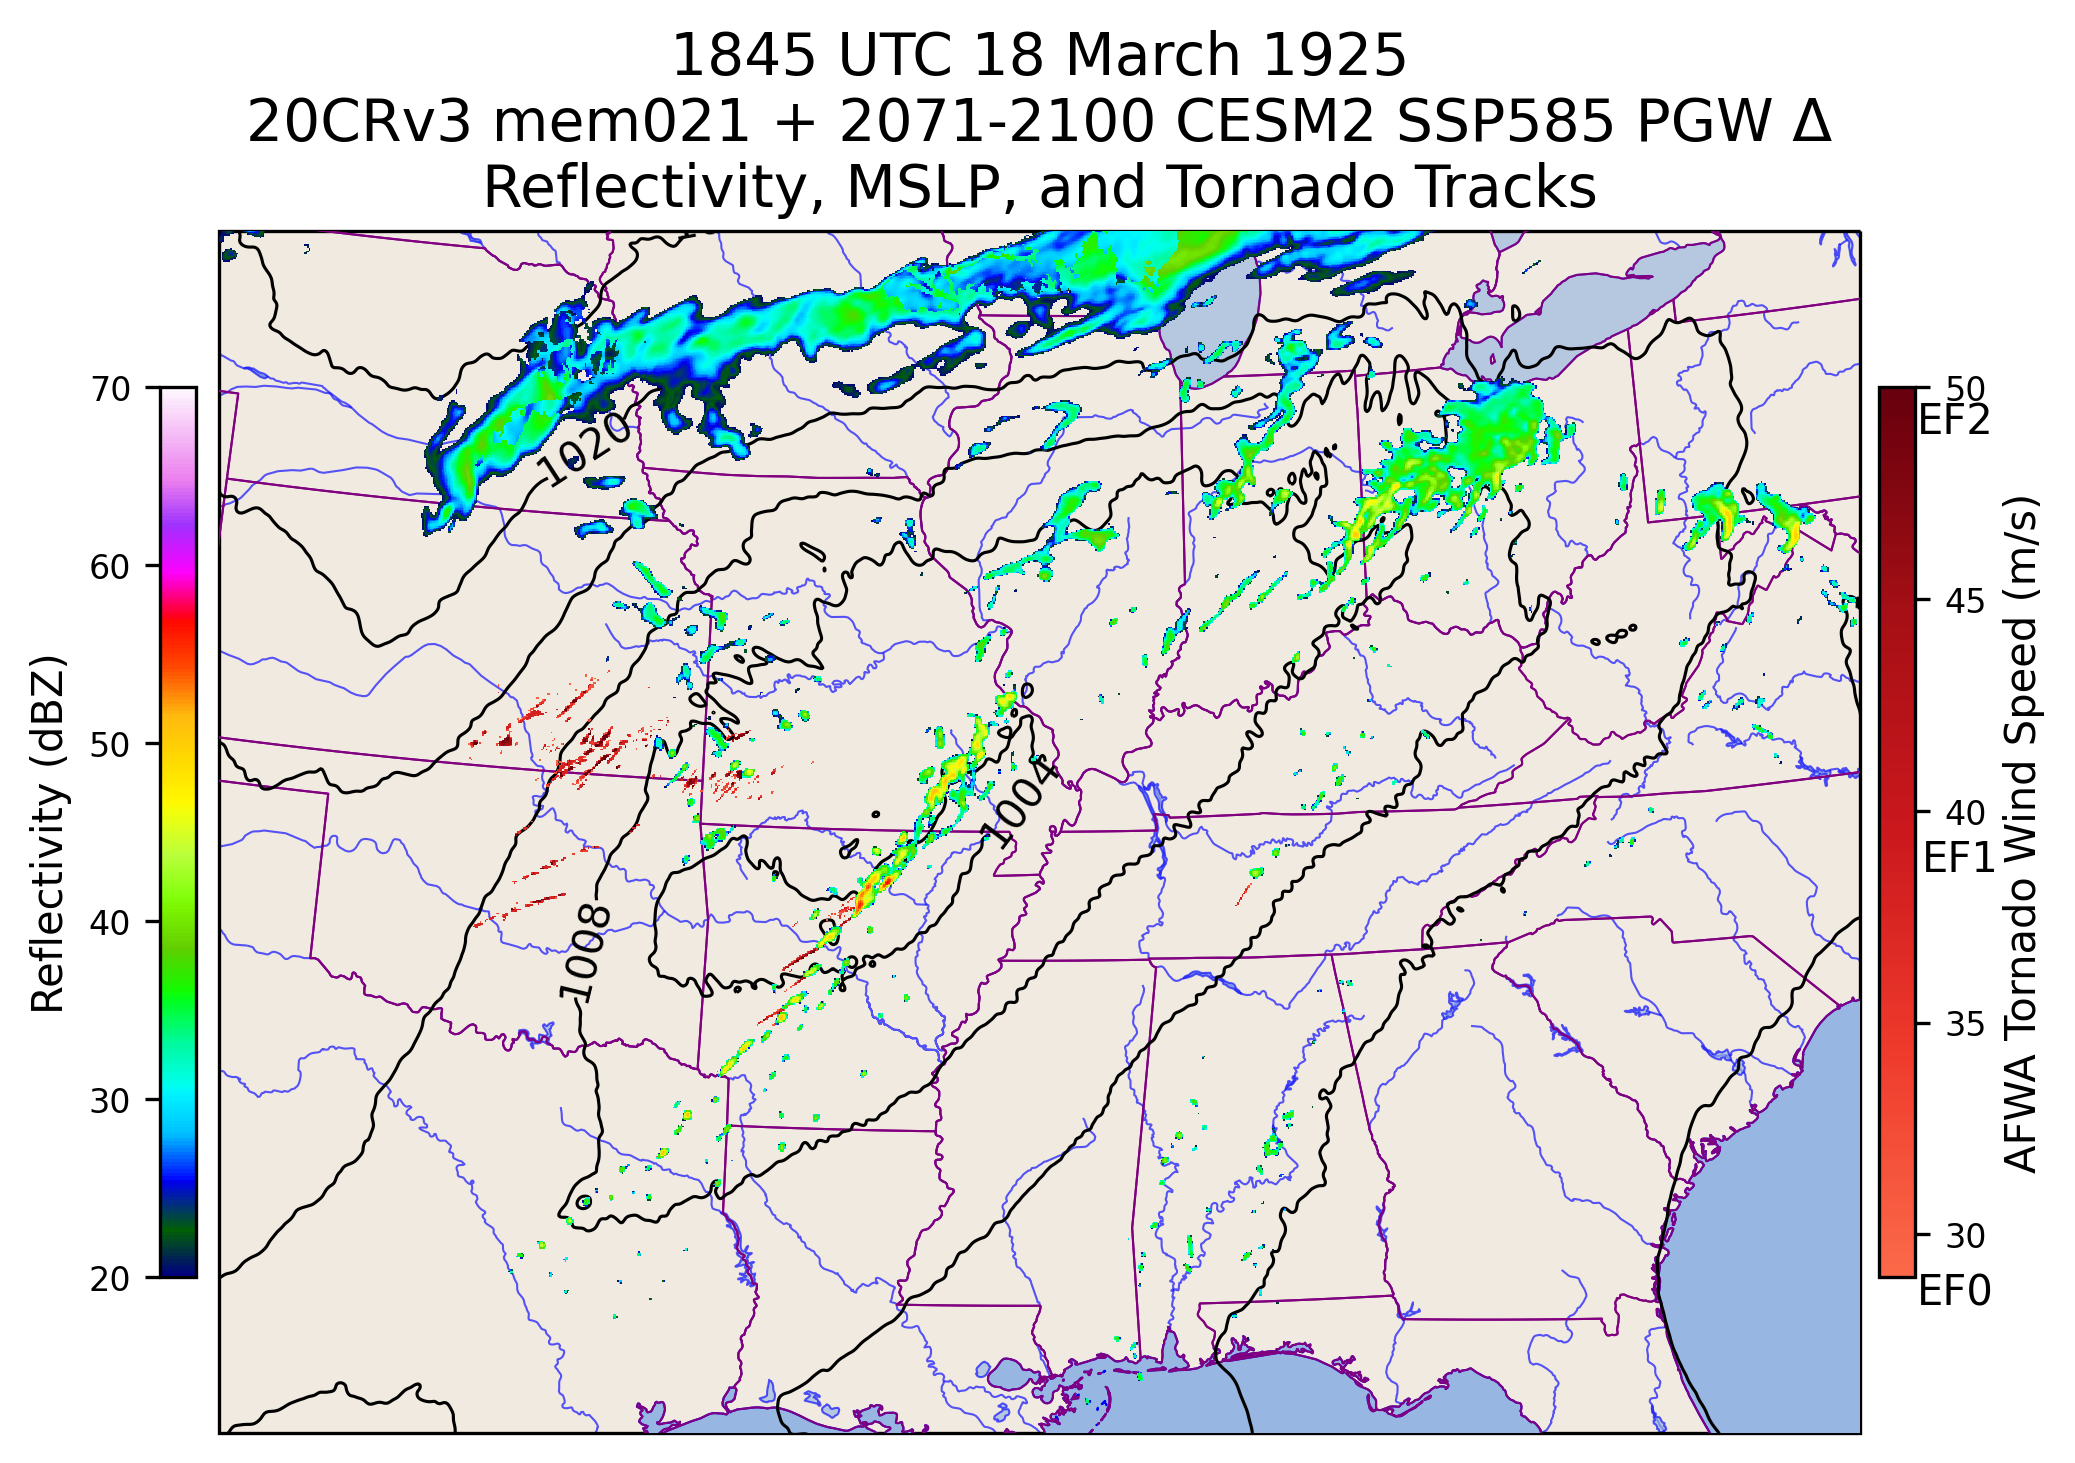 1845 UTC 18 March 1925
20CRv3 mem021 + 2071-2100 CESM2 SSP585 PGW Δ
Reflectivity, MSLP, and Tornado Tracks
70
60
50
40
30
20
Reflectivity (dBZ)
1020
1004
1008
50
EF2
45
40
EF1
35
30
EF0
AFWA Tornado Wind Speed (m/s)